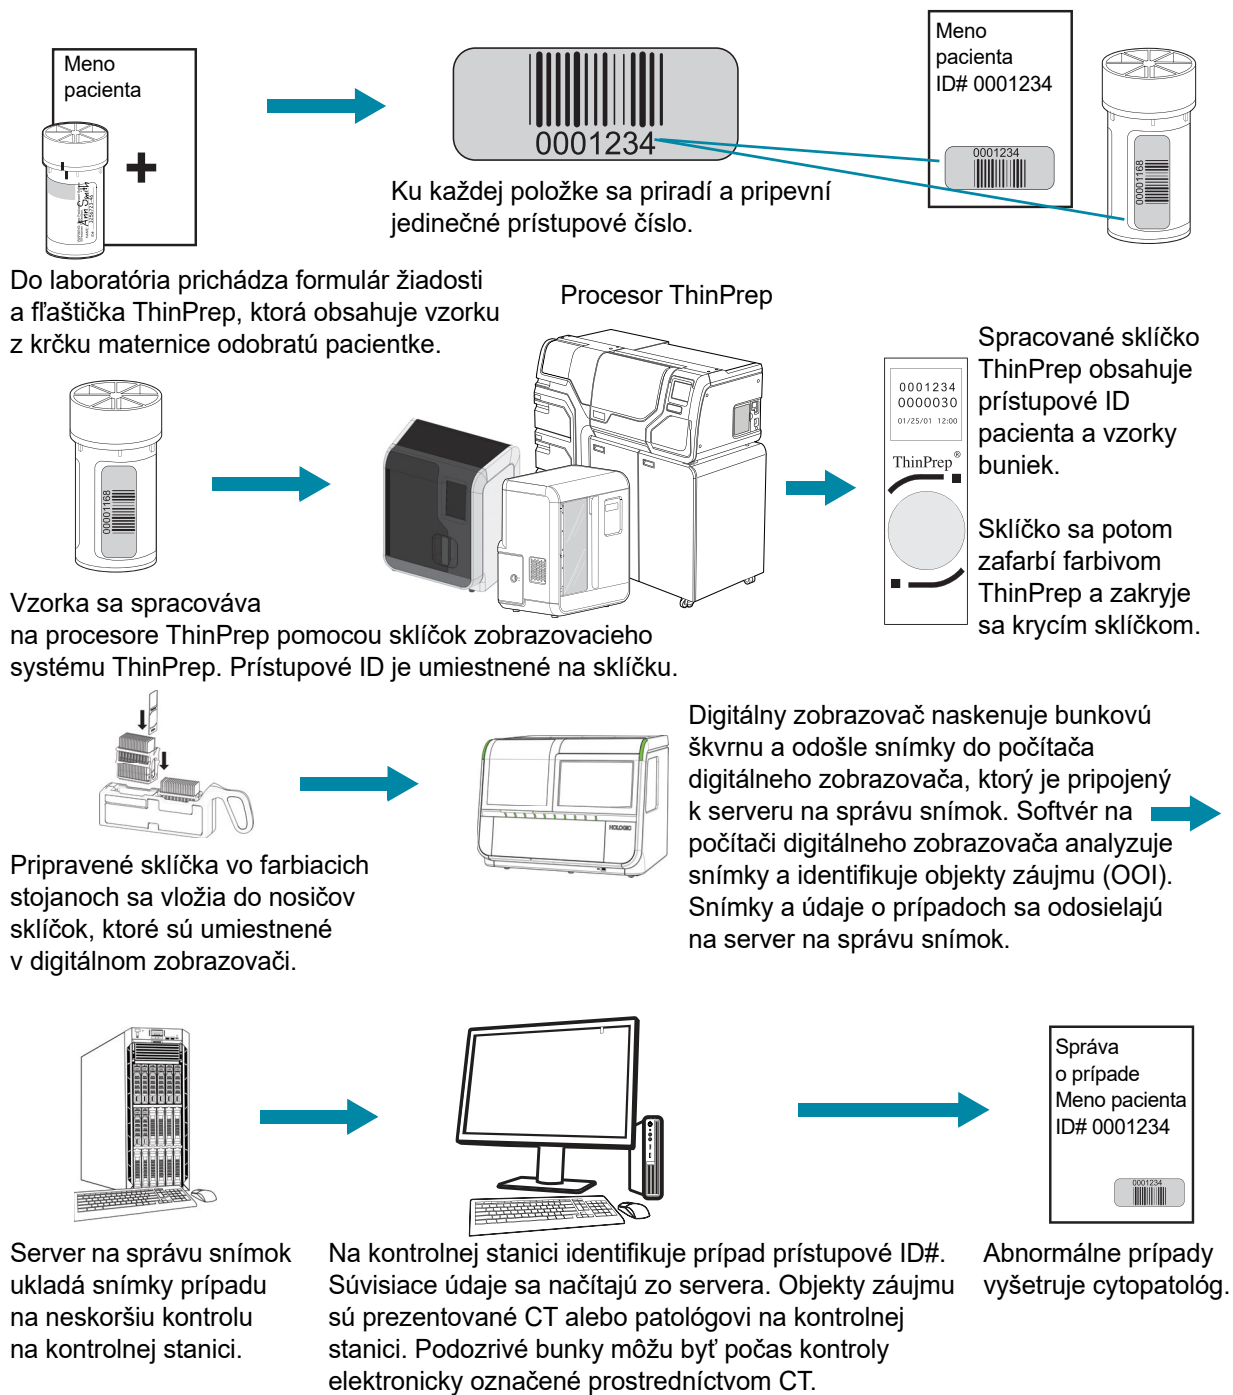 Meno
pacienta
Ann Smith
0001234
Ku každej položke sa priradí a pripevní
jedinečné prístupové číslo.
Meno
pacienta
ID# 0001234
0001234
00001168
Do laboratória prichádza formulár žiadosti
a fľaštička ThinPrep, ktorá obsahuje vzorku
z krčku maternice odobratú pacientke.
Procesor ThinPrep
00001168
0001234
0000030
01/25/01 12:00
ThinPrep®
Spracované sklíčko
ThinPrep obsahuje
prístupové ID
pacienta a vzorky
buniek.
Sklíčko sa potom
zafarbí farbivom
ThinPrep a zakryje
sa krycím sklíčkom.
Vzorka sa spracováva
na procesore ThinPrep pomocou sklíčok zobrazovacieho
systému ThinPrep. Prístupové ID je umiestnené na sklíčku.
HOLOGIC
Digitálny zobrazovač naskenuje bunkovú
škvrnu a odošle snímky do počítača
digitálneho zobrazovača, ktorý je pripojený
k serveru na správu snímok. Softvér na
počítači digitálneho zobrazovača analyzuje
snímky a identifikuje objekty záujmu (OOI).
Snímky a údaje o prípadoch sa odosielajú
na server na správu snímok.
Pripravené sklíčka vo farbiacich
stojanoch sa vložia do nosičov
sklíčok, ktoré sú umiestnené
v digitálnom zobrazovači.
Správa
o prípade
Meno pacienta
ID# 0001234
0001234
Server na správu snímok
ukladá snímky prípadu
na neskoršiu kontrolu
na kontrolnej stanici.
Na kontrolnej stanici identifikuje prípad prístupové ID#.
Súvisiace údaje sa načítajú zo servera. Objekty záujmu
sú prezentované CT alebo patológovi na kontrolnej
stanici. Podozrivé bunky môžu byť počas kontroly
elektronicky označené prostredníctvom CT.
Abnormálne prípady
vyšetruje cytopatológ.